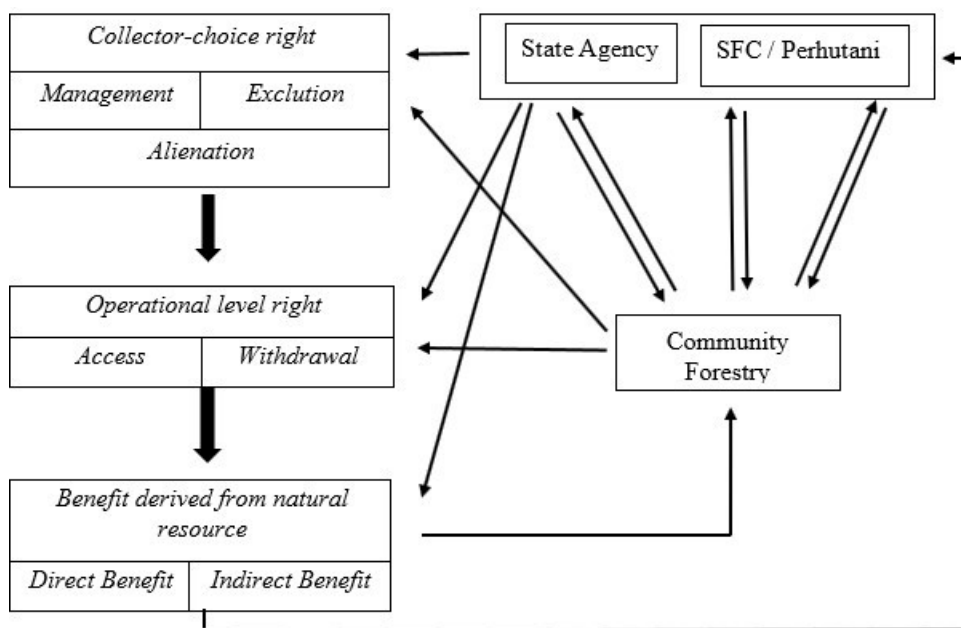 Collector-choice right
Management
Exclution
Alienation
State Agency
SFC / Perhutani
Operational level right
Access
Withdrawal
Community
Forestry
Benefit derived from natural
resource
Direct Benefit
Indirect Benefit